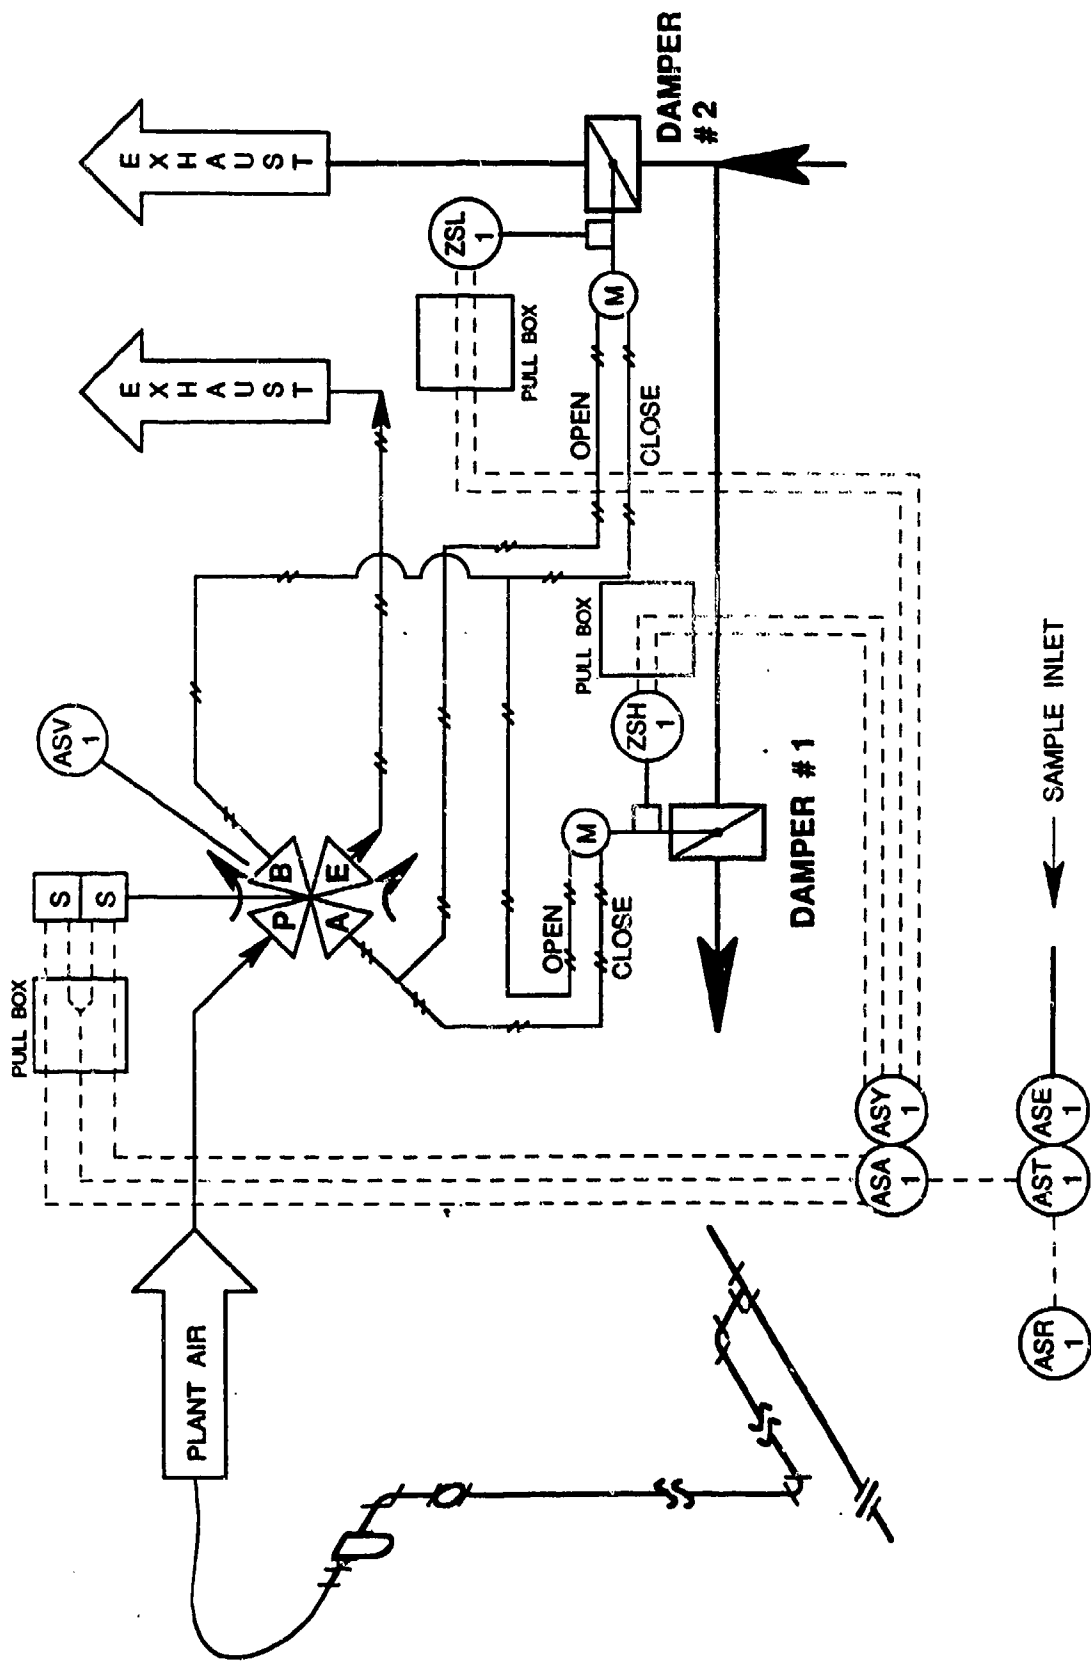 EXHAUST
EXHAUST
DAMPER
#2
ZSL
1
PULL BOX
M
OPEN
CLOSE
ASV
1
S
S
PULL BOX
P
B
A
E
PULL BOX
ZSH
1
M
OPEN
CLOSE
DAMPER #1
PLANT AIR
ASA
1
ASY
1
ASR
1
AST
1
ASE
1
SAMPLE INLET